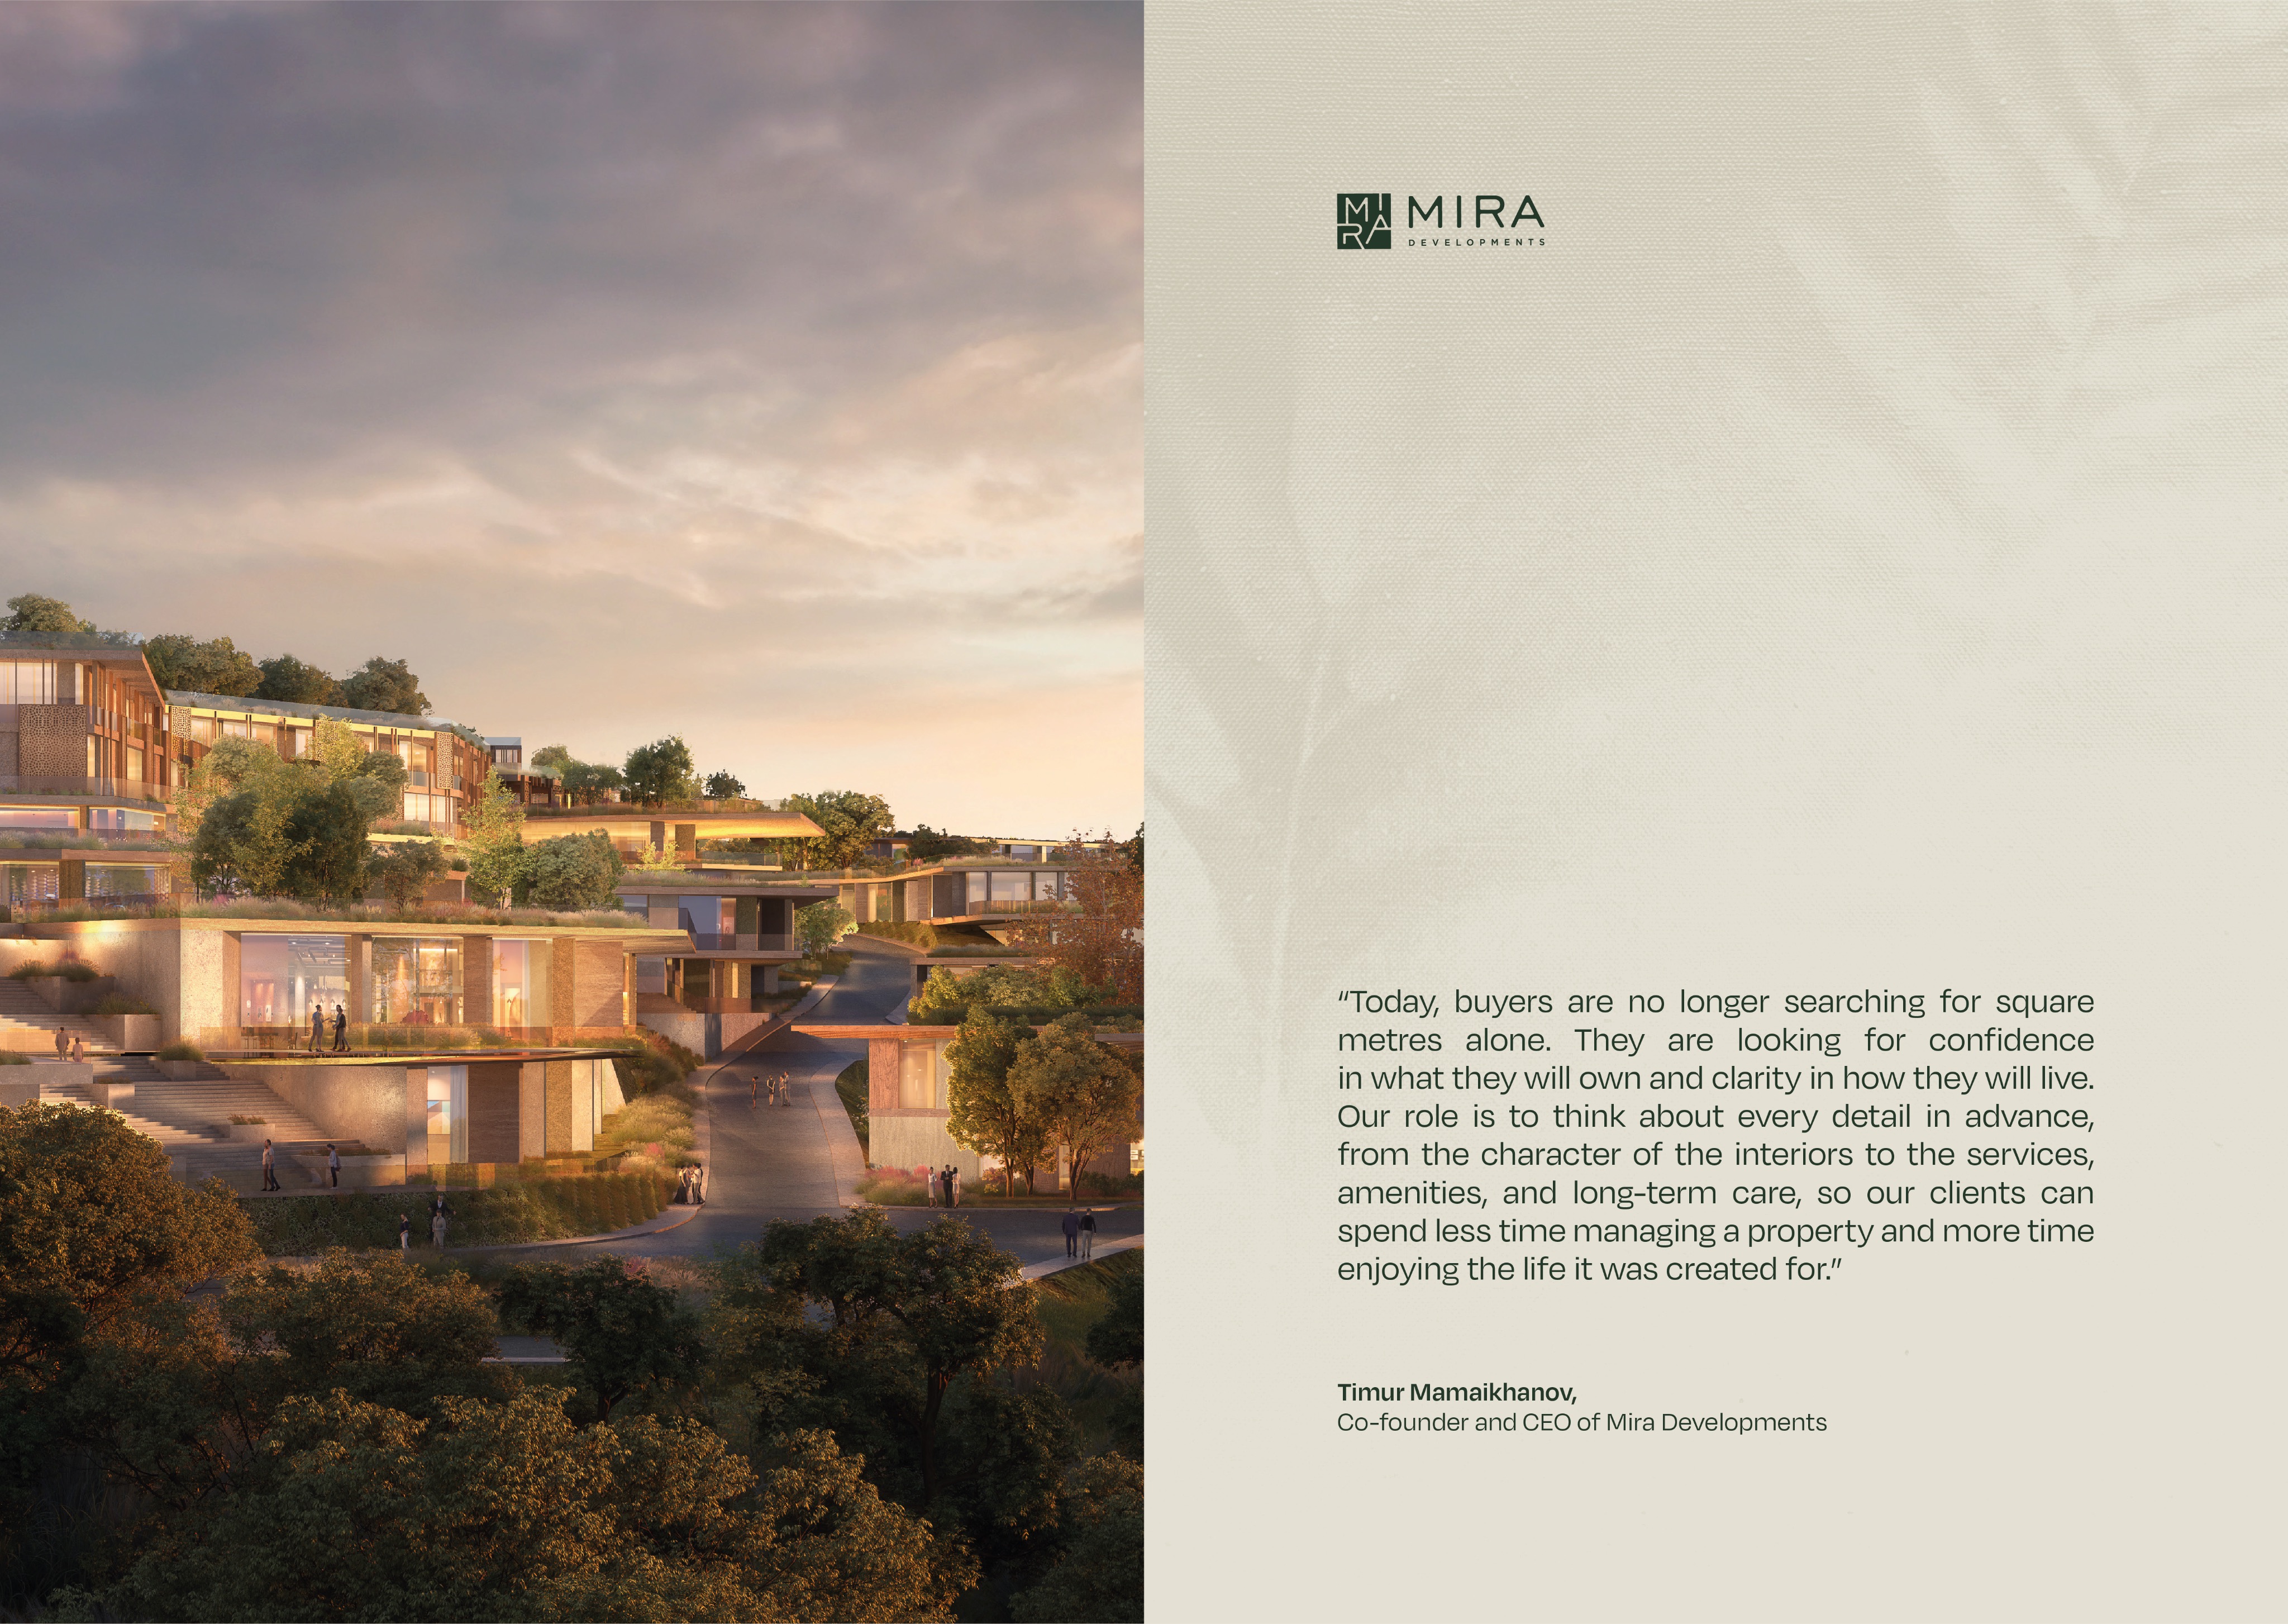 MIRA
MIRA
DEVELOPMENTS
“Today, buyers are no longer searching for square
metres alone. They are looking for confidence
in what they will own and clarity in how they will live.
Our role is to think about every detail in advance,
from the character of the interiors to the services,
amenities, and long-term care, so our clients can
spend less time managing a property and more time
enjoying the life it was created for.”
Timur Mamaikhanov,
Co-founder and CEO of Mira Developments